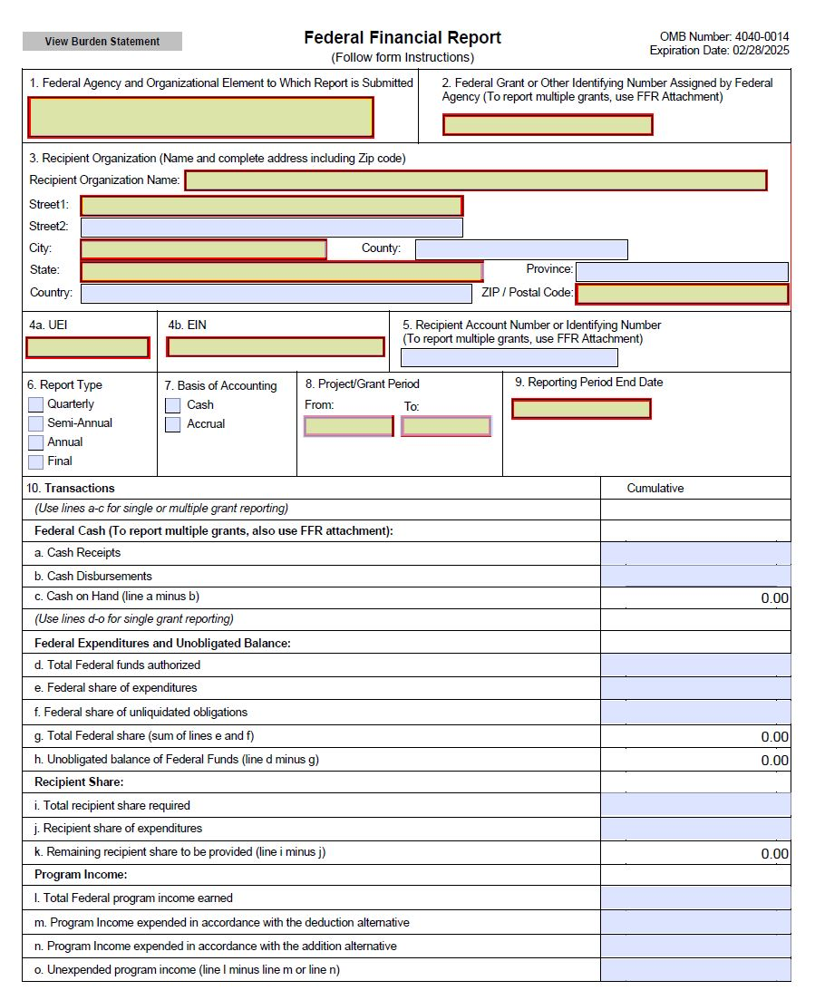 View Burden Statement
Federal Financial Report
(Follow form Instructions)
OMB Number: 4040-0014
Expiration Date: 02/28/2025
1. Federal Agency and Organizational Element to Which Report is Submitted
2. Federal Grant or Other Identifying Number Assigned by Federal
Agency (To report multiple grants, use FFR Attachment)
3. Recipient Organization (Name and complete address including Zip code)
Recipient Organization Name:
Street1:
Street2:
City:
County:
State:
Province:
Country:
ZIP / Postal Code:
4a. UEI
4b. EIN
5. Recipient Account Number or Identifying Number
(To report multiple grants, use FFR Attachment)
6. Report Type
Quarterly
Semi-Annual
Annual
Final
7. Basis of Accounting
Cash
Accrual
8. Project/Grant Period
From:
To:
9. Reporting Period End Date
10. Transactions
Cumulative
(Use lines a-c for single or multiple grant reporting)
Federal Cash (To report multiple grants, also use FFR attachment):
a. Cash Receipts
b. Cash Disbursements
c. Cash on Hand (line a minus b)
0.00
(Use lines d-o for single grant reporting)
Federal Expenditures and Unobligated Balance:
d. Total Federal funds authorized
e. Federal share of expenditures
f. Federal share of unliquidated obligations
g. Total Federal share (sum of lines e and f)
0.00
h. Unobligated balance of Federal Funds (line d minus g)
0.00
Recipient Share:
i. Total recipient share required
j. Recipient share of expenditures
k. Remaining recipient share to be provided (line i minus j)
0.00
Program Income:
l. Total Federal program income earned
m. Program Income expended in accordance with the deduction alternative
n. Program Income expended in accordance with the addition alternative
o. Unexpended program income (line l minus line m or line n)